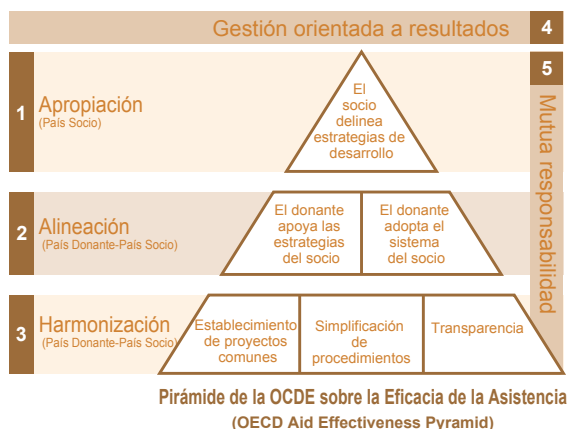 Gestión orientada a resultados 4
5
Mutua responsabilidad
1 Apropiación
(País Socio)
El
socio
delinea
estrategias de
desarrollo
2 Alineación
(País Donante-País Socio)
El donante
apoya las
estrategias
del socio
El donante
adopta el
sistema
del socio
3 Harmonización
(País Donante-País Socio)
Establecimiento
de proyectos
comunes
Simplificación
de
procedimientos
Transparencia
Pirámide de la OCDE sobre la Eficacia de la Asistencia
(OECD Aid Effectiveness Pyramid)